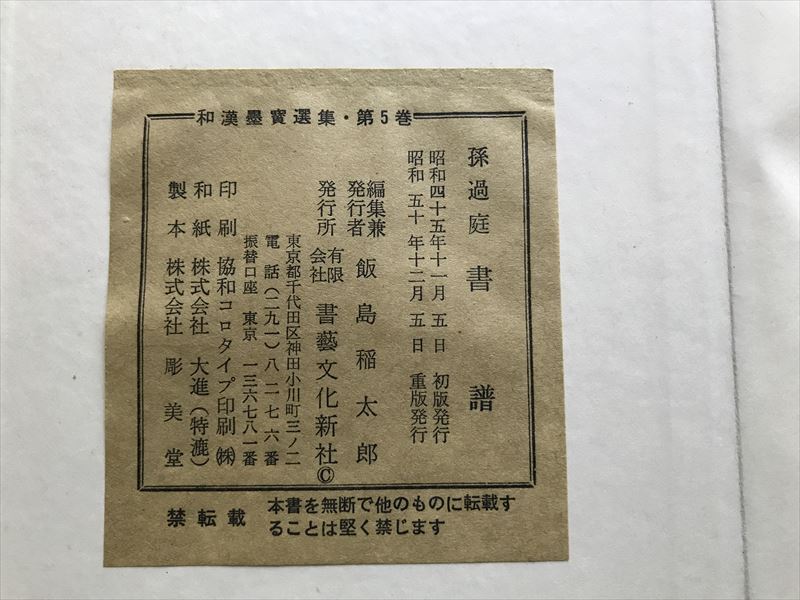 和漢墨寳選集・第5巻
孫過庭 書譜
昭和四十五年十一月五日 初版発行
昭和五十年十二月五日 重版発行
編集兼
発行者 飯島稲太郎
発行所 有限会社 書藝文化新社©
東京都千代田区神田小川町三ノ二
電話(二九一)八二七六番
振替口座 東京 一三六七八一番
印刷 協和コロタイプ印刷㈱
和紙 株式会社 大進(特漉)
製本 株式会社 彫美堂
禁転載 本書を無断で他のものに転載す
ることは堅く禁じます